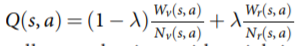 Q(s, a) = (1 − λ) W_v(s,a) / N_v(s,a) + λ W_r(s,a) / N_r(s,a)